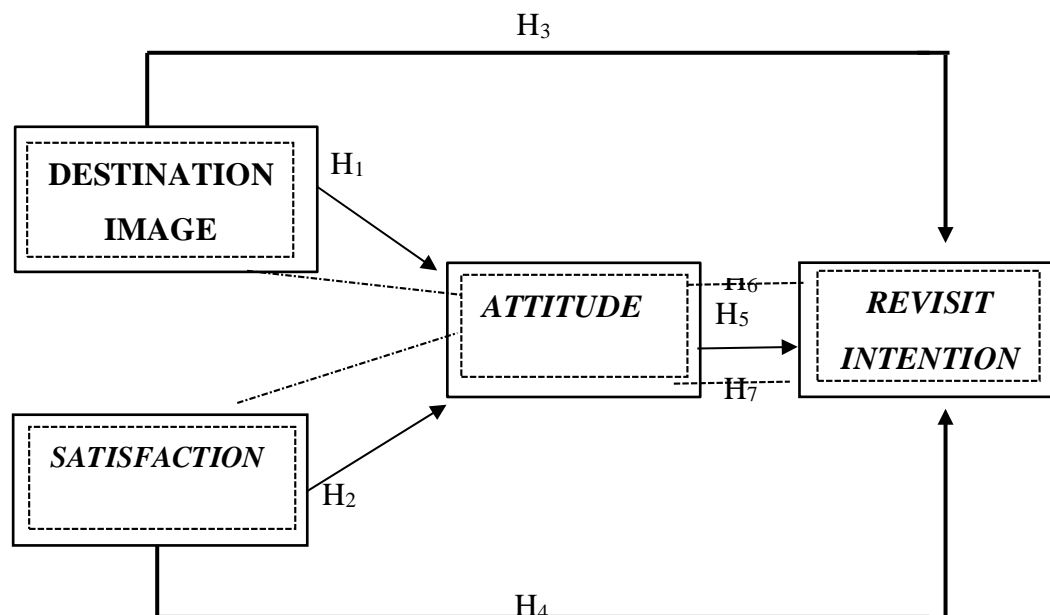 H₃
DESTINATION
IMAGE
H₁
ATTITUDE
H₅
H₇
REVISIT
INTENTION
SATISFACTION
H₂
H₄